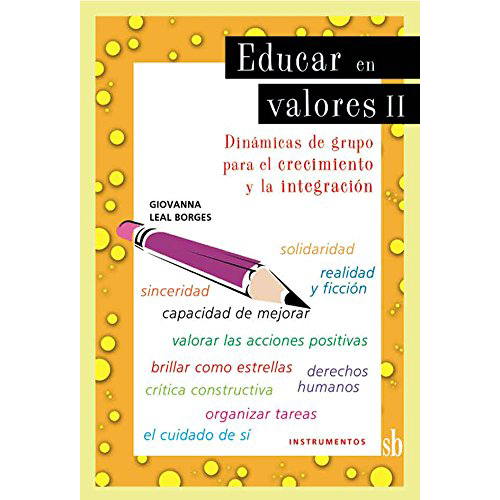 Educar en
valores II
Dinámicas de grupo
para el crecimiento
y la integración
GIOVANNA
LEAL BORGES
solidaridad
realidad
y ficción
sinceridad
capacidad de mejorar
valorar las acciones positivas
brillar como estrellas
derechos
humanos
crítica constructiva
organizar tareas
el cuidado de sí
INSTRUMENTOS
sb